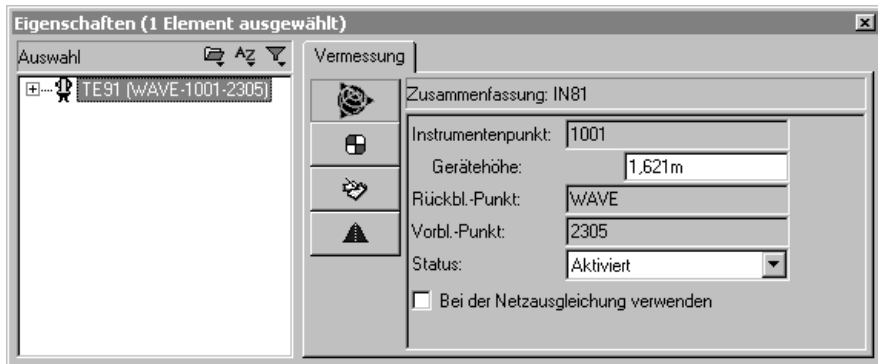 Eigenschaften (1 Element ausgewählt)
Auswahl
AZ
TE91 (WAVE-1001-2305)
Vermessung
Zusammenfassung: IN81
Instrumentenpunkt: 1001
Gerätehöhe: 1,621m
Rückbl.-Punkt: WAVE
Vorbl.-Punkt: 2305
Status: Aktiviert
Bei der Netzausgleichung verwenden